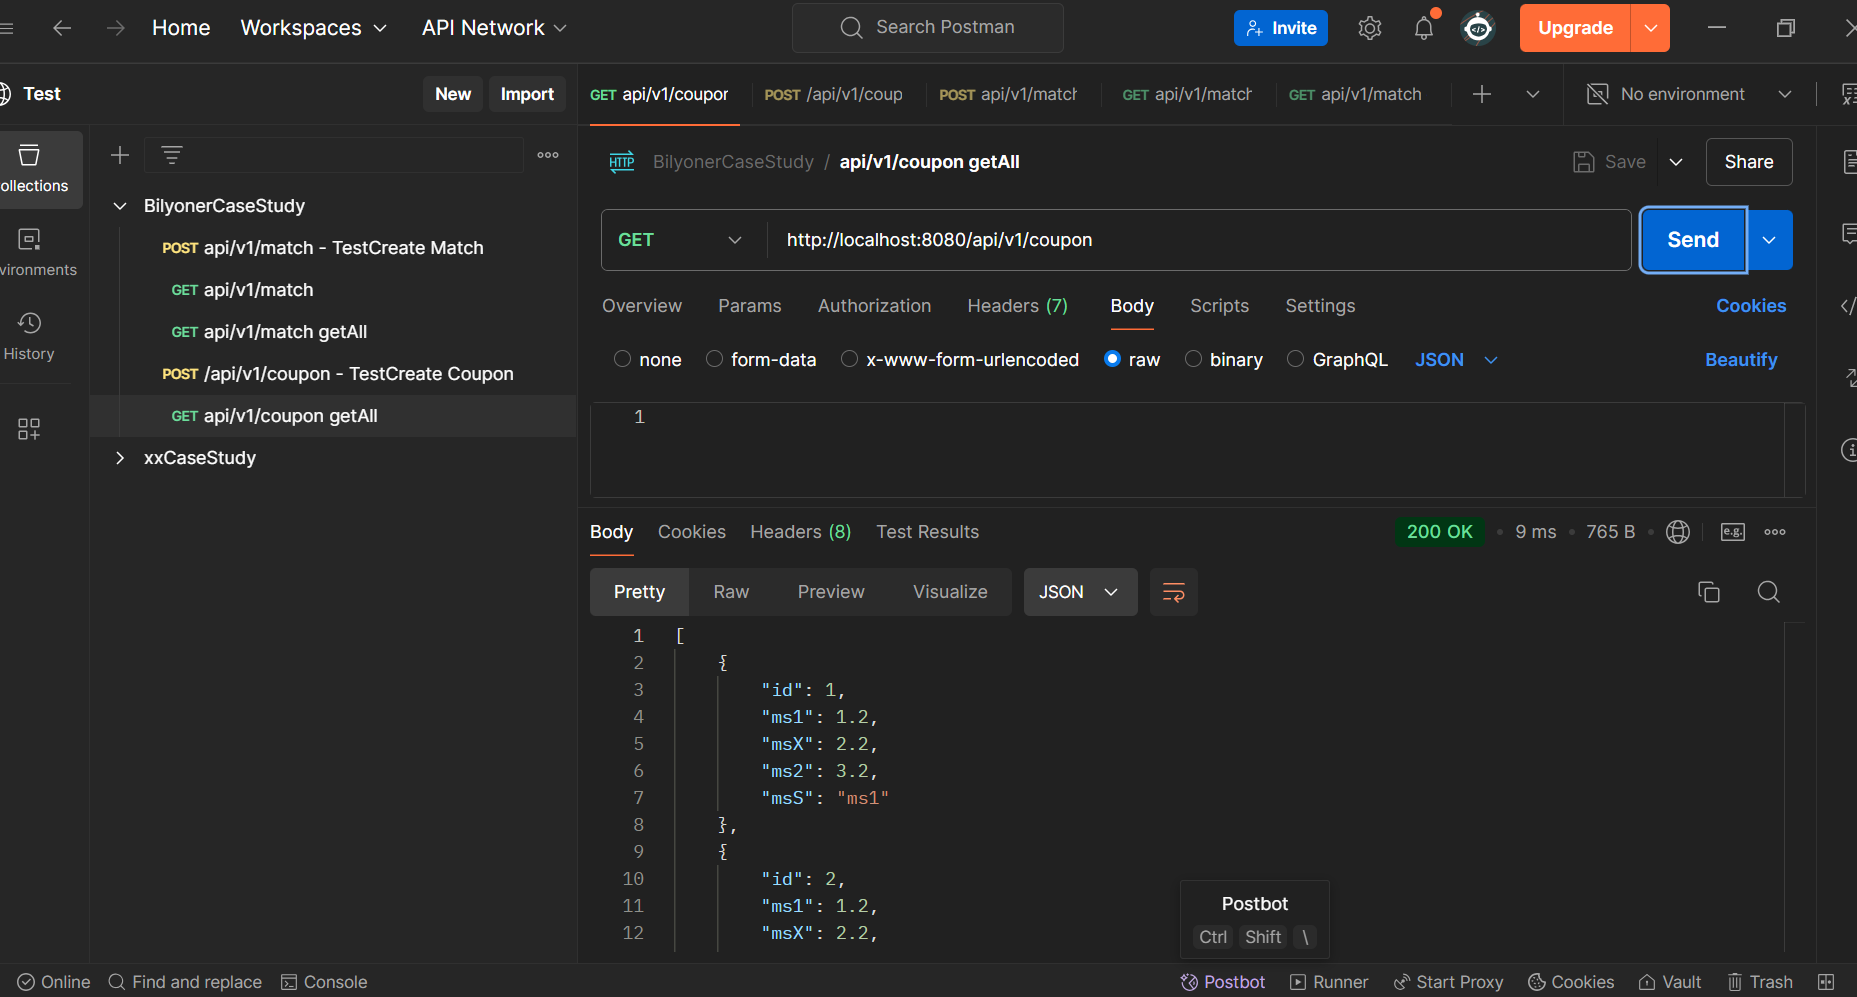 Home Workspaces API Network Search Postman Invite Upgrade
Test New Import GET api/v1/coupor POST /api/v1/coup POST api/v1/match GET api/v1/match GET api/v1/match No environment
ollections
vironments
History
BilyonerCaseStudy
POST api/v1/match - TestCreate Match
GET api/v1/match
GET api/v1/match getAll
POST /api/v1/coupon - TestCreate Coupon
GET api/v1/coupon getAll
xxCaseStudy
HTTP BilyonerCaseStudy / api/v1/coupon getAll Save Share
GET http://localhost:8080/api/v1/coupon Send
Overview Params Authorization Headers (7) Body Scripts Settings Cookies
none form-data x-www-form-urlencoded raw binary GraphQL JSON Beautify
1
Body Cookies Headers (8) Test Results 200 OK • 9 ms • 765 B • e.g.
Pretty Raw Preview Visualize JSON
1 [
2 {
3 "id": 1,
4 "ms1": 1.2,
5 "msX": 2.2,
6 "ms2": 3.2,
7 "msS": "ms1"
8 },
9 {
10 "id": 2,
11 "ms1": 1.2,
12 "msX": 2.2,
Postbot
Ctrl Shift \
Online Find and replace Console Postbot Runner Start Proxy Cookies Vault Trash